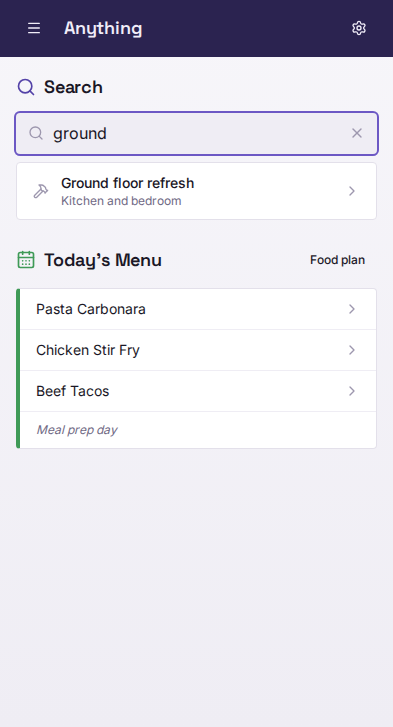 Anything
Search
ground
Ground floor refresh
Kitchen and bedroom
Today's Menu
Food plan
Pasta Carbonara
Chicken Stir Fry
Beef Tacos
Meal prep day